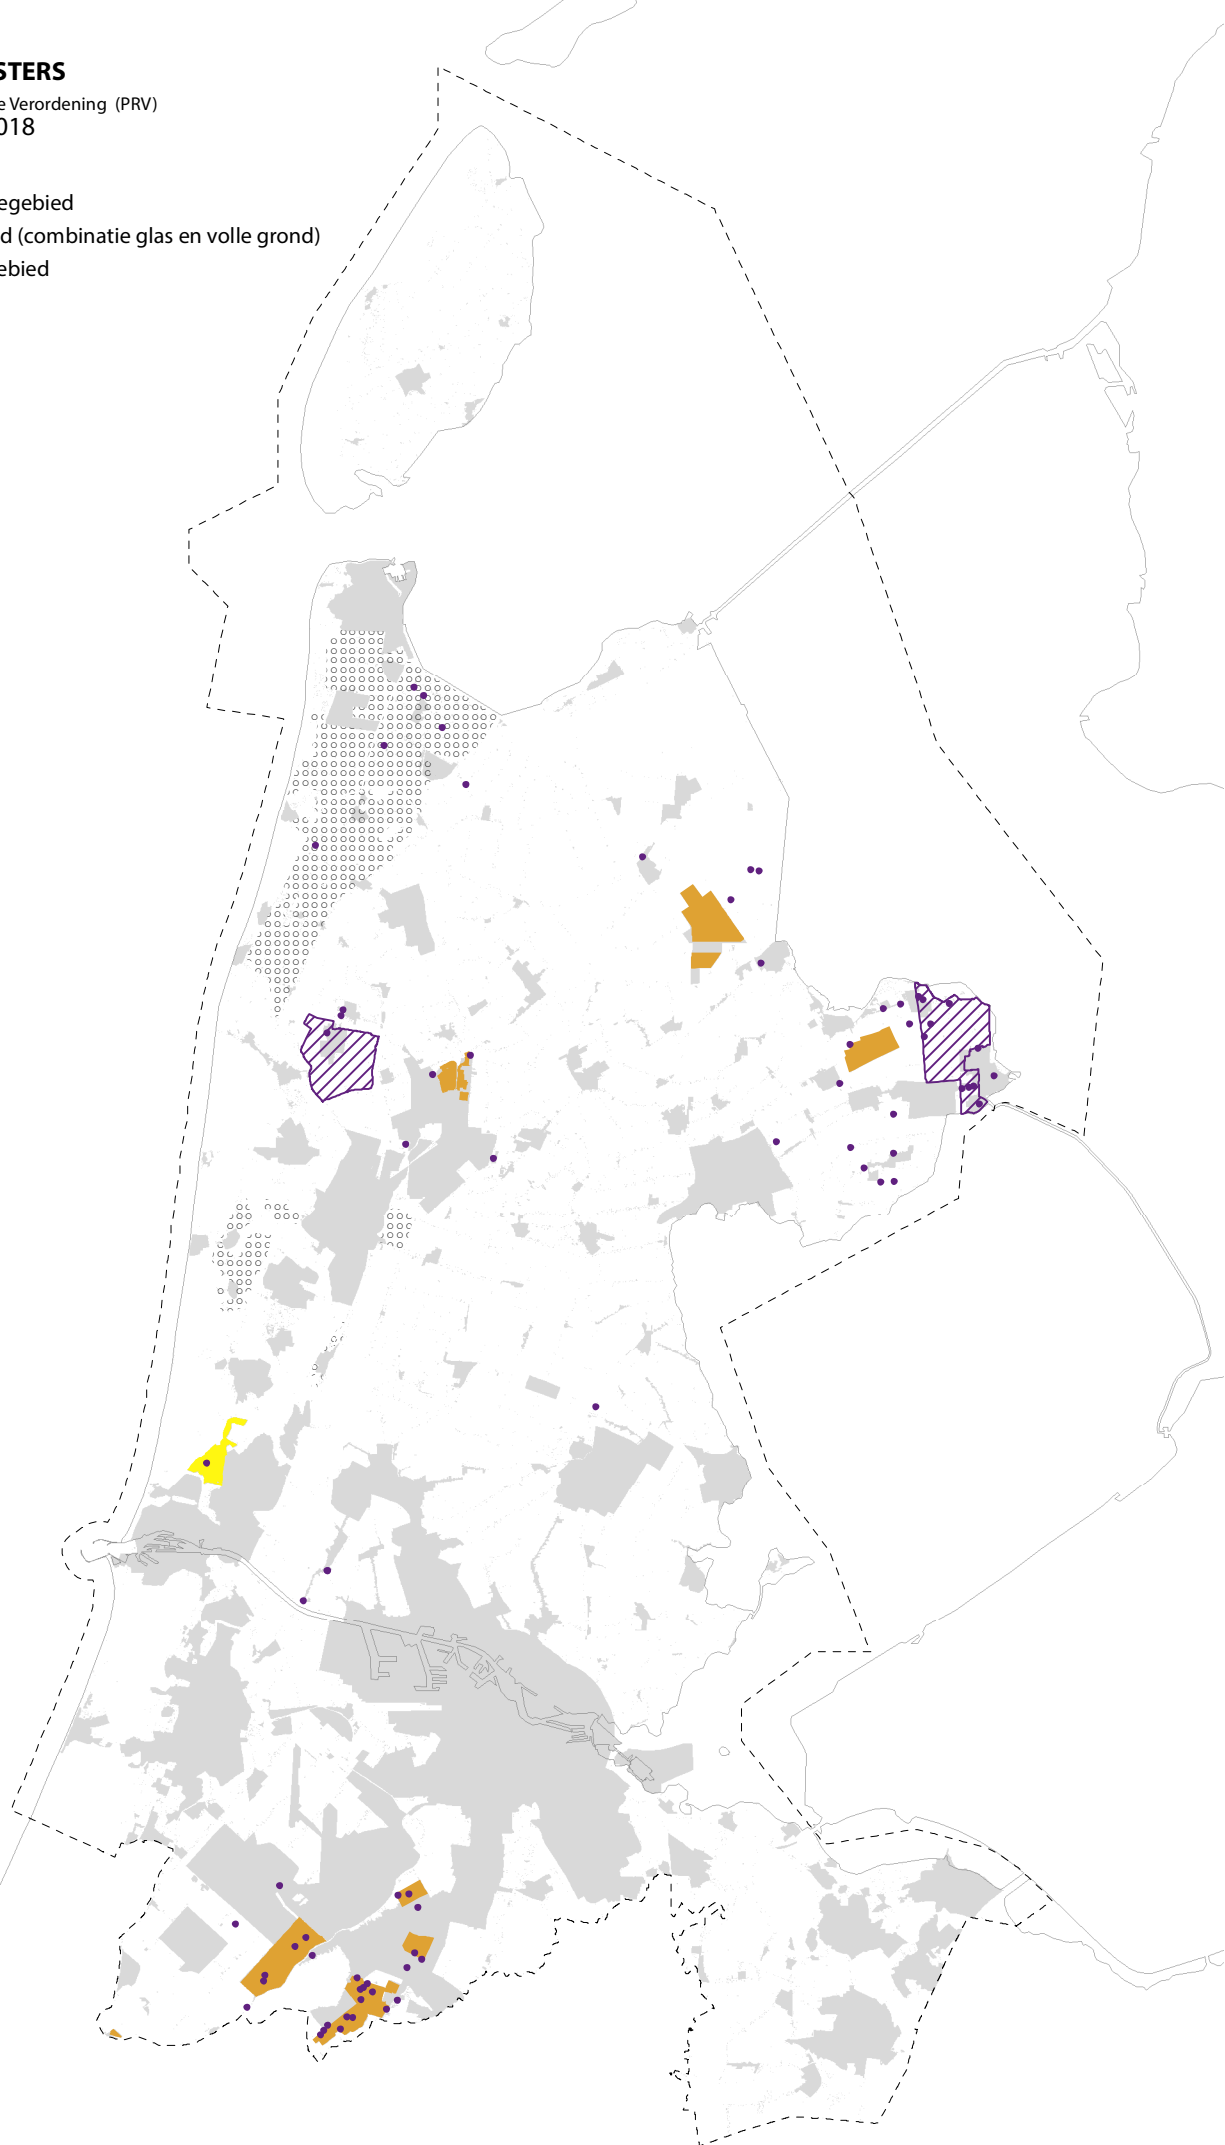 STERS
e Verordening (PRV)
018
egebied
d (combinatie glas en volle grond)
ebied